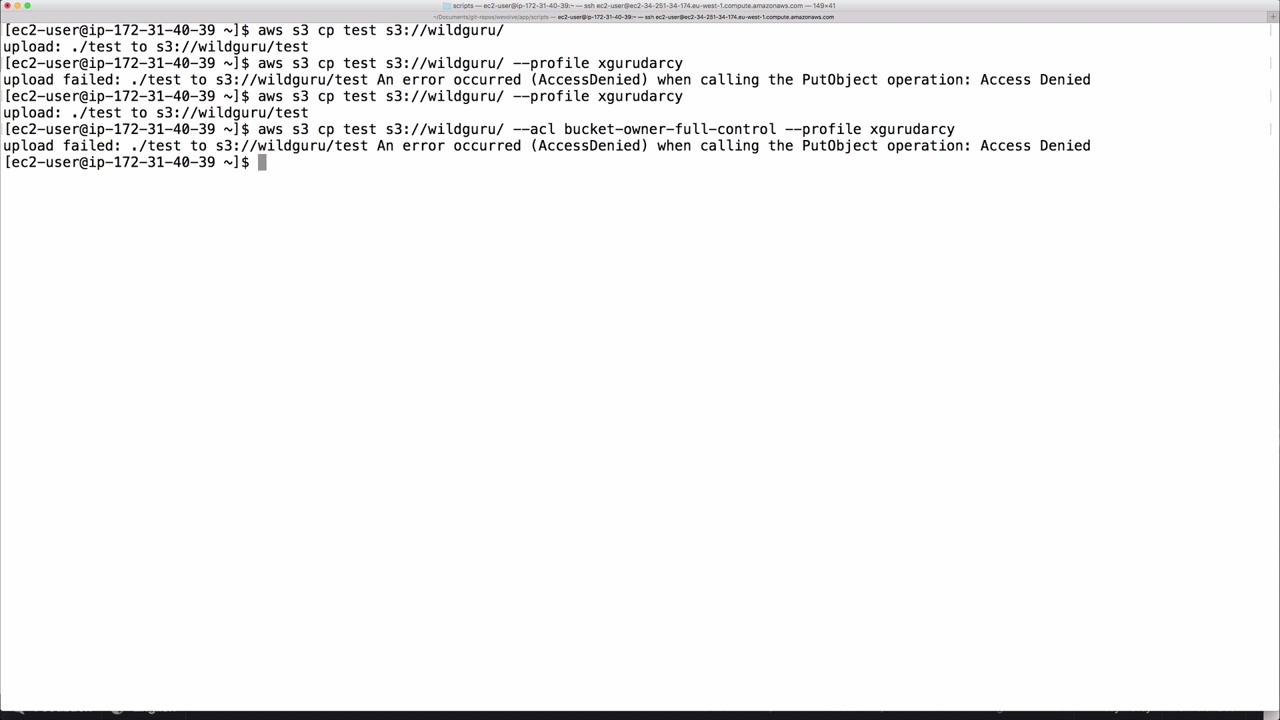 scripts — ec2-user@ip-172-31-40-39:~ — ssh ec2-user@ec2-34-251-34-174.eu-west-1.compute.amazonaws.com — 149×41
~/Documents/git-repos/wevolve/app/scripts — ec2-user@ip-172-31-40-39:~ — ssh ec2-user@ec2-34-251-34-174.eu-west-1.compute.amazonaws.com +
[ec2-user@ip-172-31-40-39 ~]$ aws s3 cp test s3://wildguru/
upload: ./test to s3://wildguru/test
[ec2-user@ip-172-31-40-39 ~]$ aws s3 cp test s3://wildguru/ --profile xgurudarcy
upload failed: ./test to s3://wildguru/test An error occurred (AccessDenied) when calling the PutObject operation: Access Denied
[ec2-user@ip-172-31-40-39 ~]$ aws s3 cp test s3://wildguru/ --profile xgurudarcy
upload: ./test to s3://wildguru/test
[ec2-user@ip-172-31-40-39 ~]$ aws s3 cp test s3://wildguru/ --acl bucket-owner-full-control --profile xgurudarcy
upload failed: ./test to s3://wildguru/test An error occurred (AccessDenied) when calling the PutObject operation: Access Denied
[ec2-user@ip-172-31-40-39 ~]$